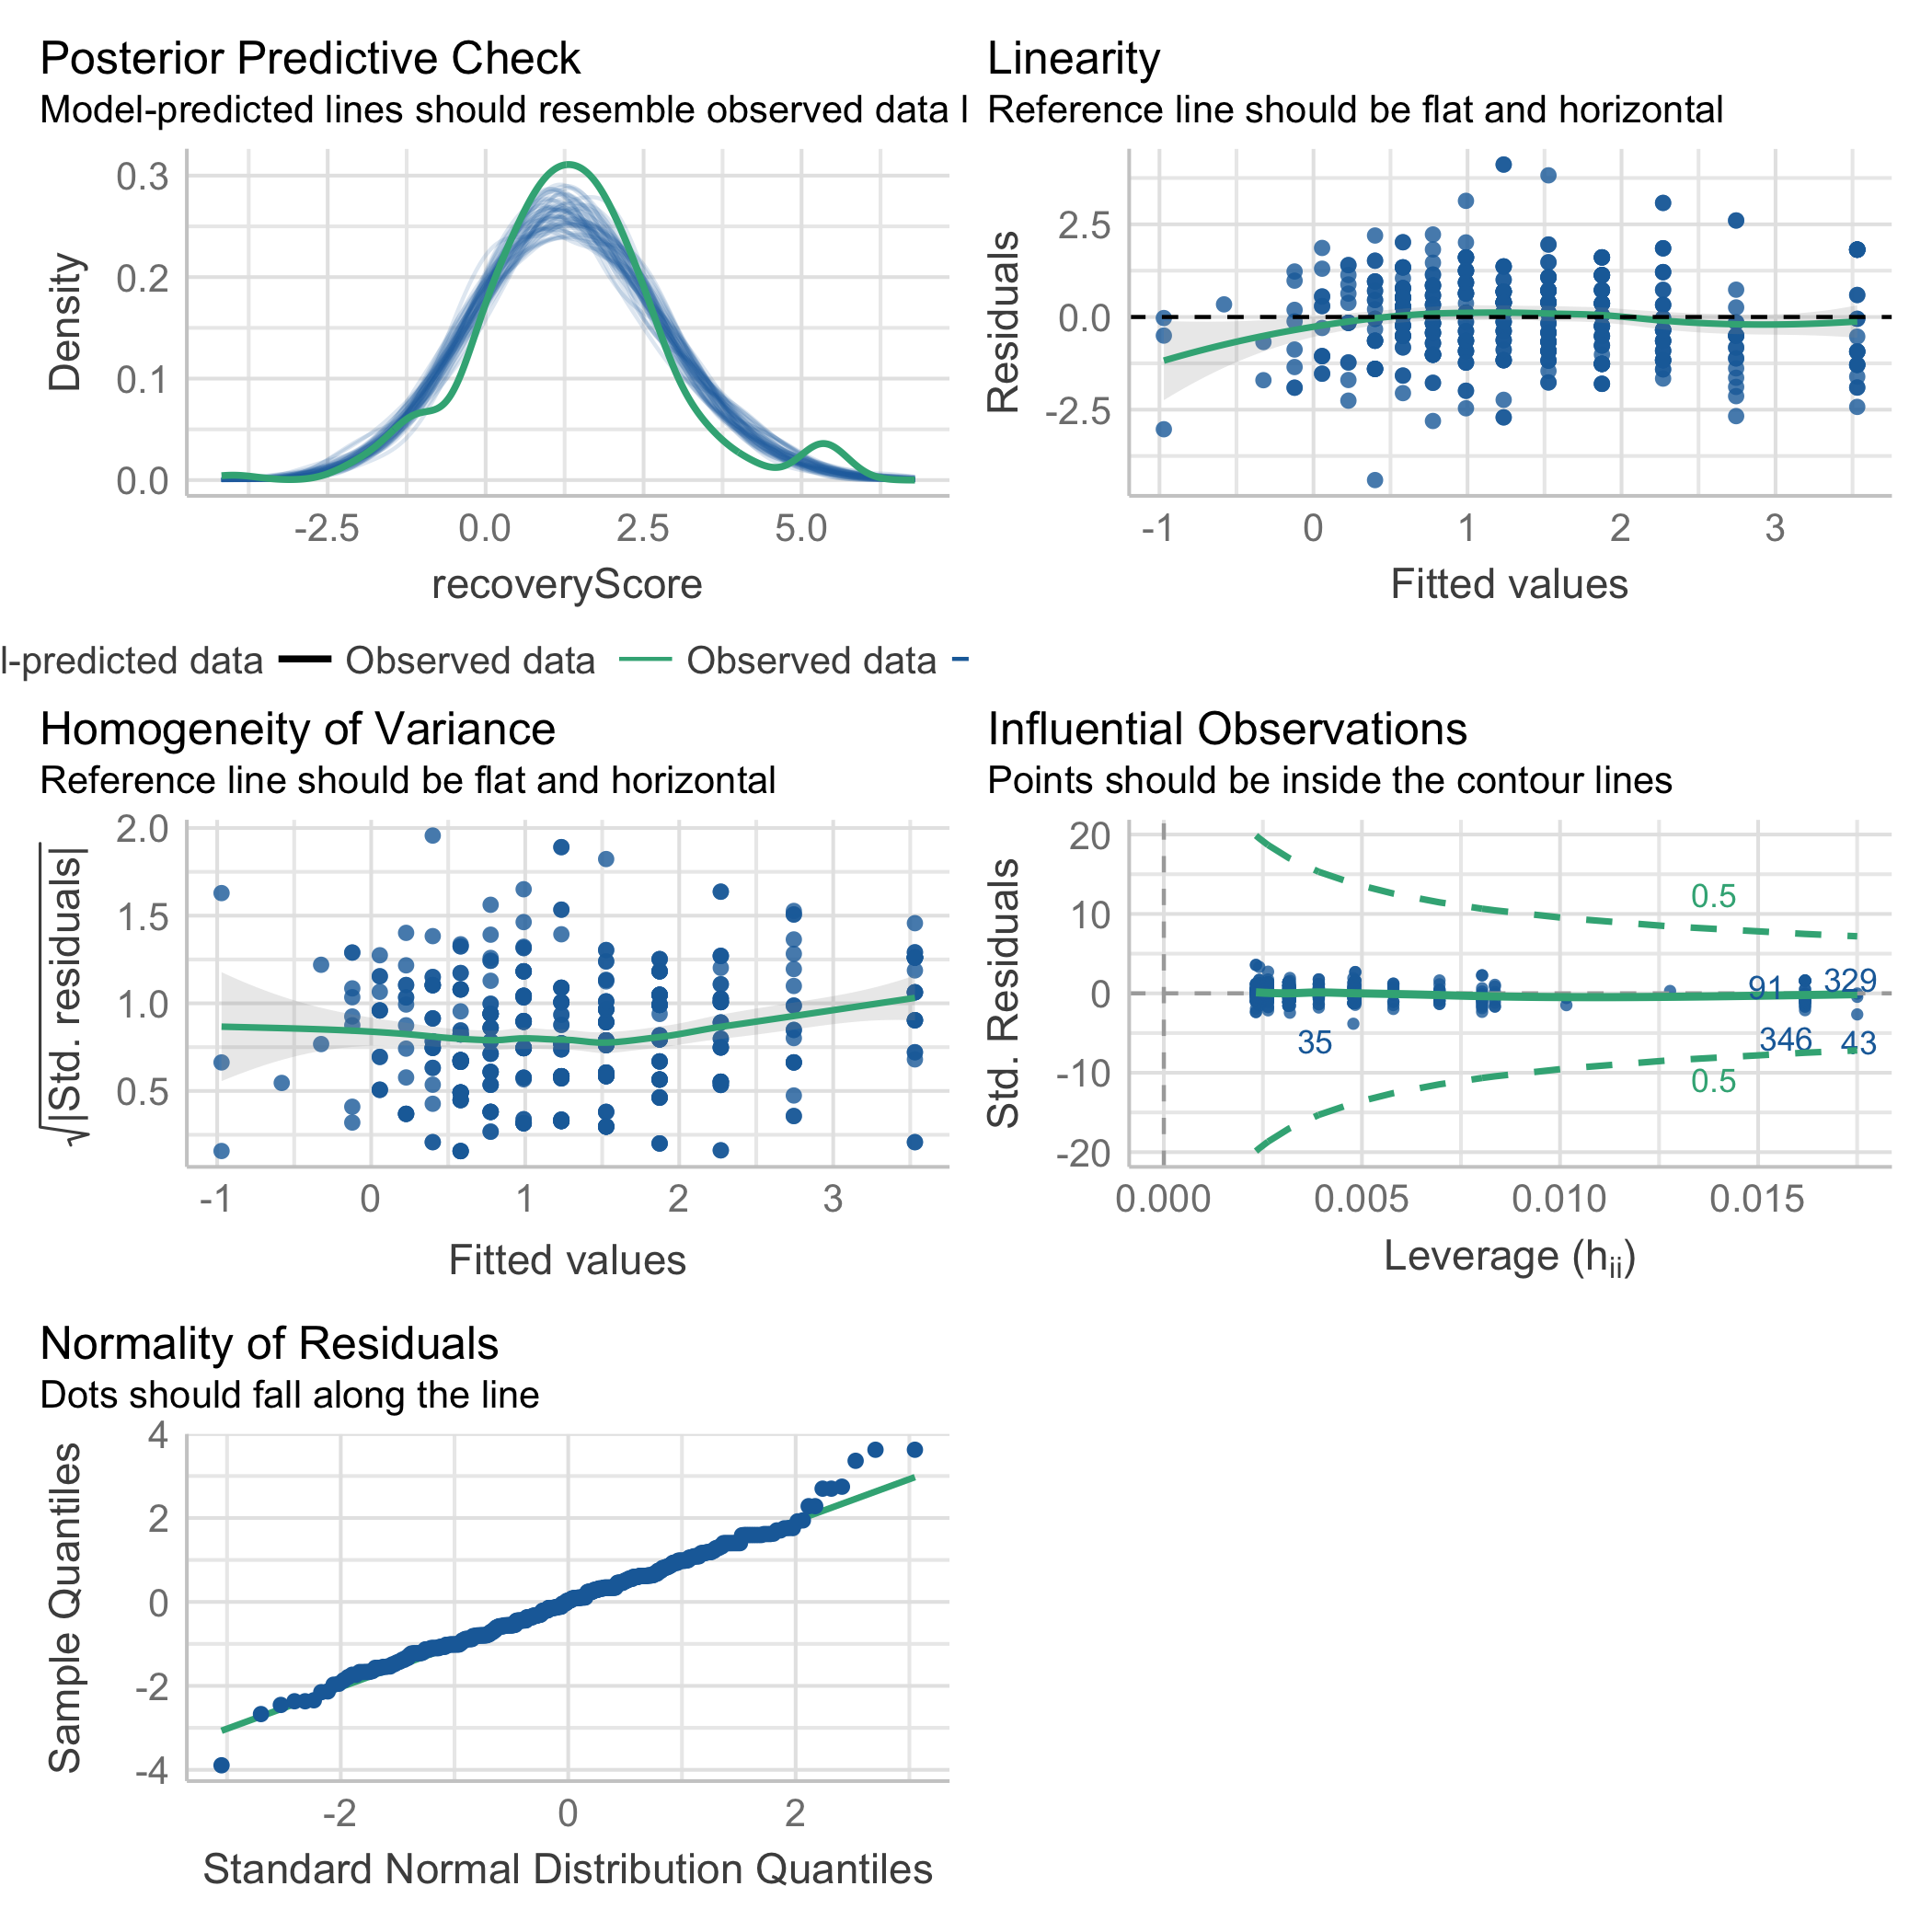 Posterior Predictive Check
Model-predicted lines should resemble observed data l
Density
0.3
0.2
0.1
0.0
-2.5
0.0
2.5
5.0
recoveryScore
l-predicted data
Observed data
Observed data
Linearity
Reference line should be flat and horizontal
Residuals
2.5
0.0
-2.5
-1
0
1
2
3
Fitted values
Homogeneity of Variance
Reference line should be flat and horizontal
√|Std. residuals|
2.0
1.5
1.0
0.5
-1
0
1
2
3
Fitted values
Influential Observations
Points should be inside the contour lines
Std. Residuals
20
10
0
-10
-20
0.5
91
329
35
346
43
0.5
0.000
0.005
0.010
0.015
Leverage (hii)
Normality of Residuals
Dots should fall along the line
Sample Quantiles
4
2
0
-2
-4
-2
0
2
Standard Normal Distribution Quantiles